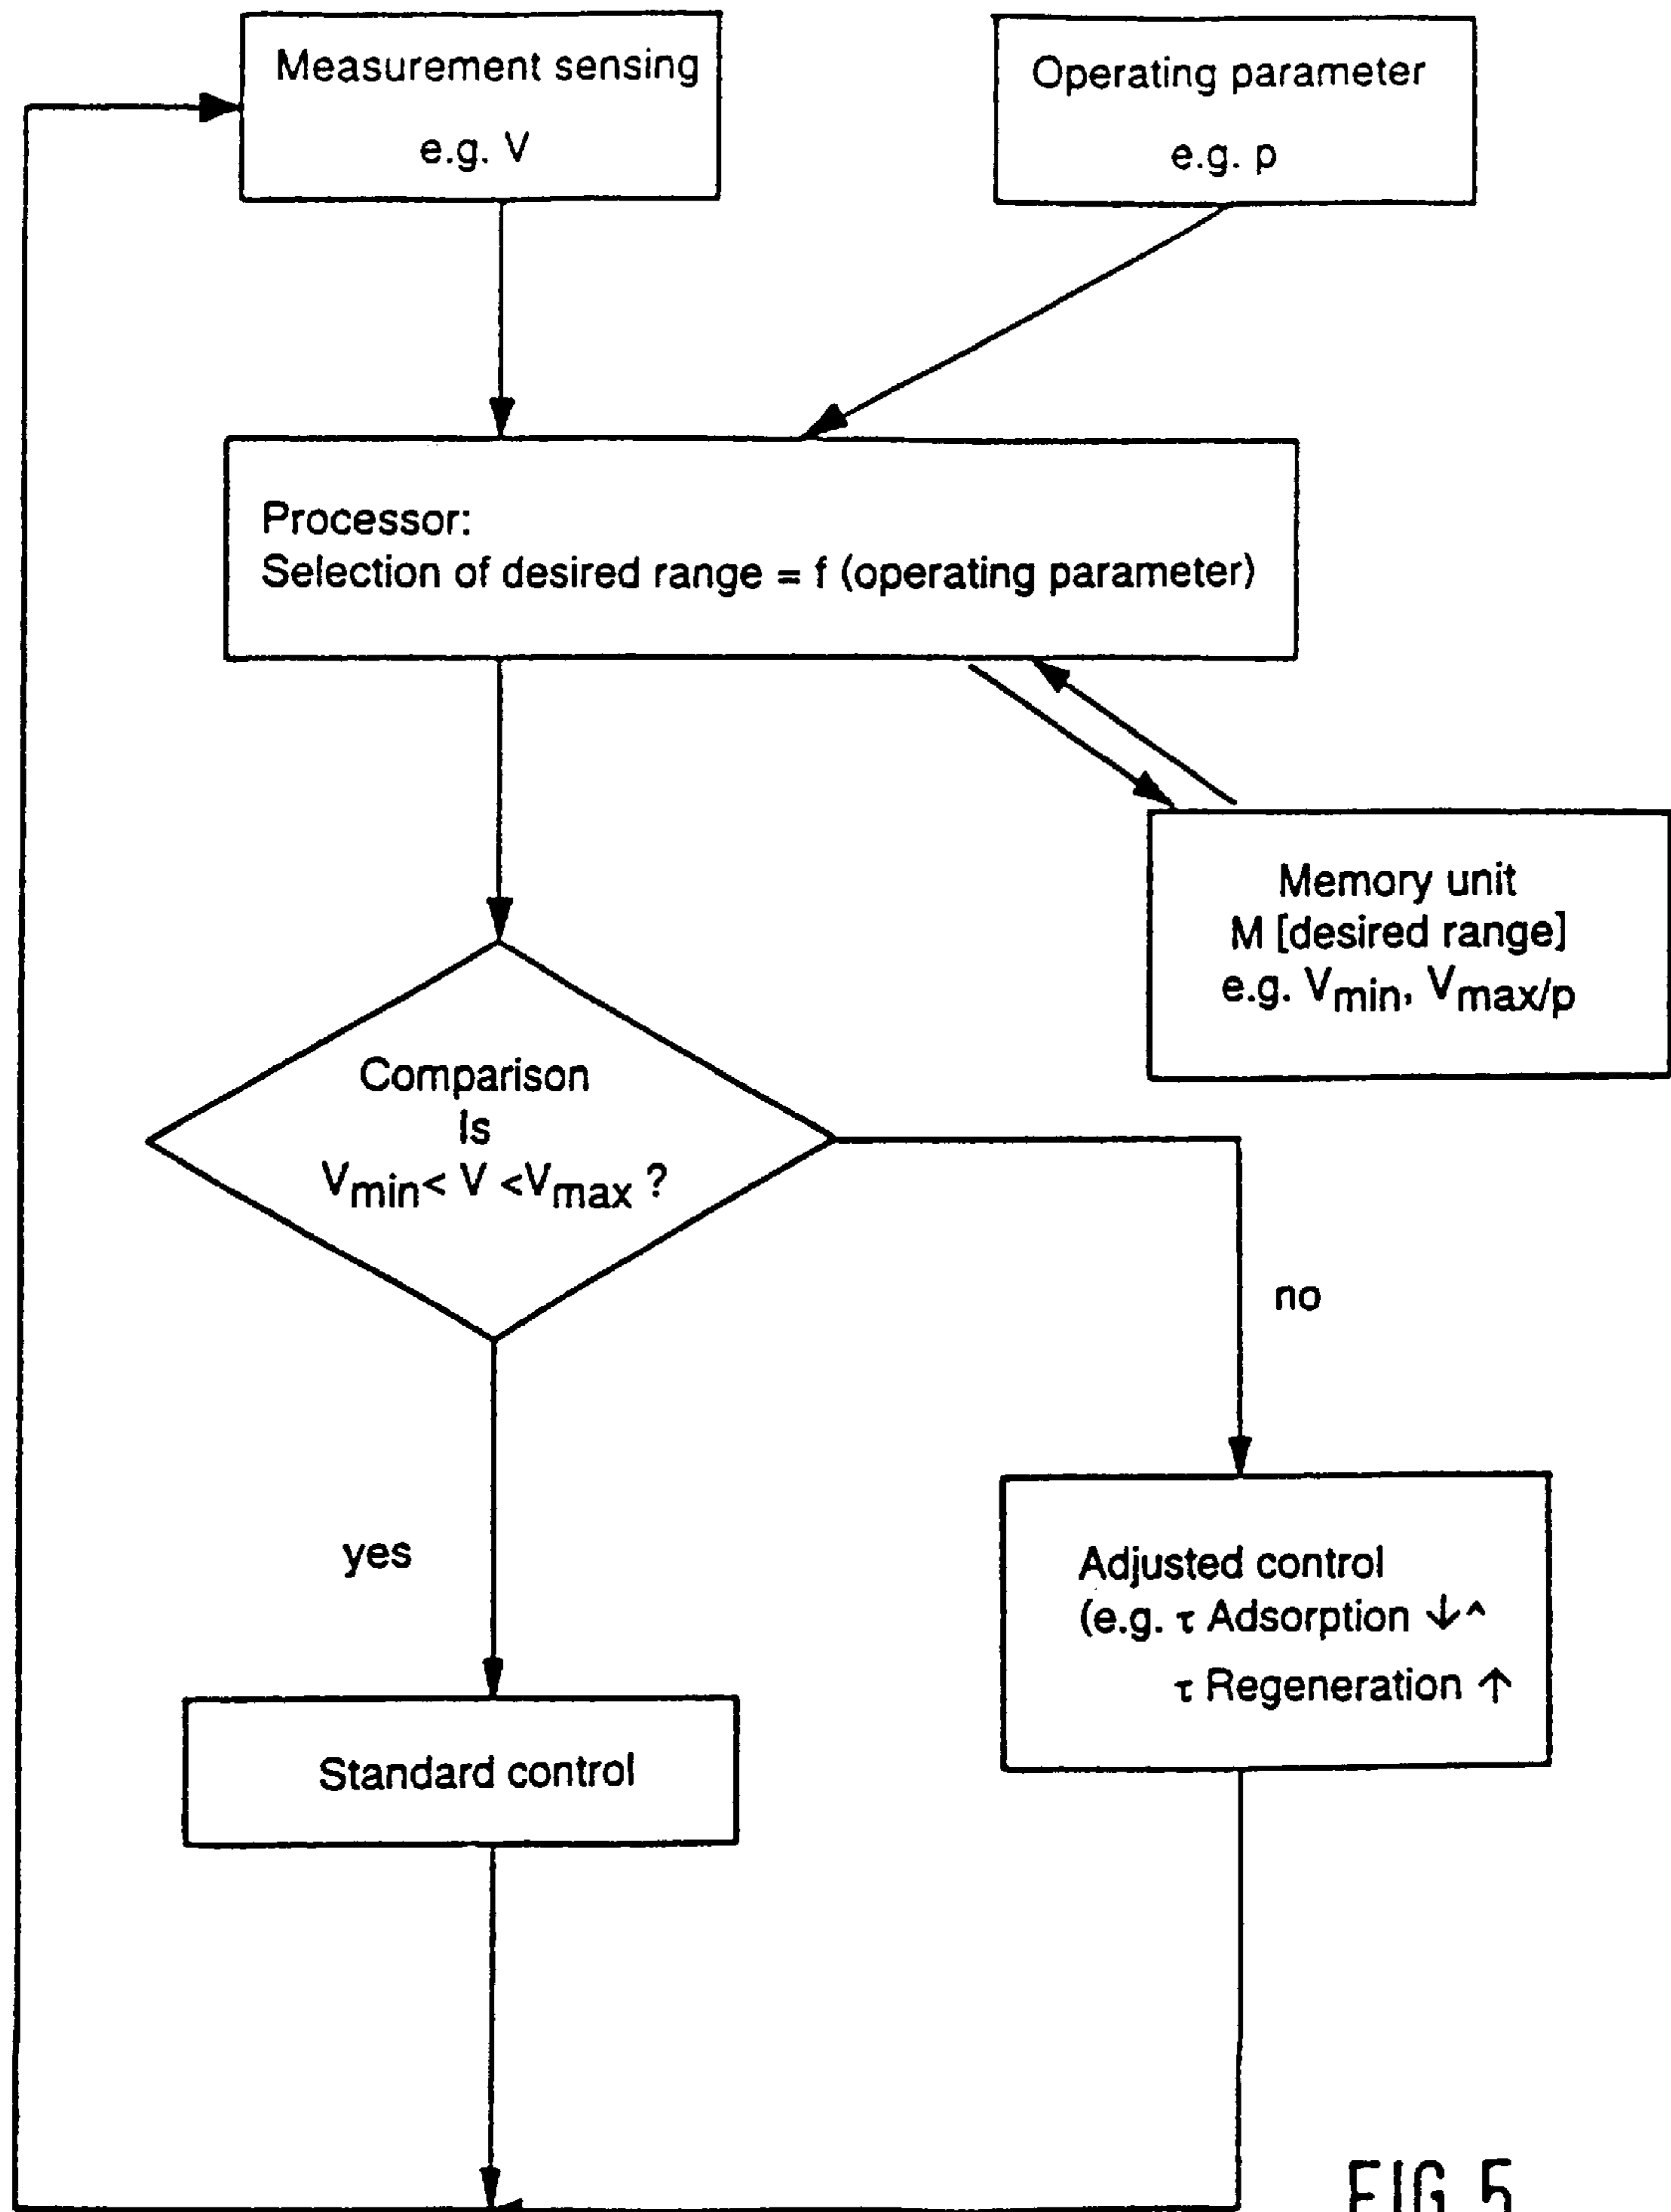 Measurement sensing
e.g. V
Operating parameter
e.g. p
Processor:
Selection of desired range = f (operating parameter)
Memory unit
M [desired range]
e.g. Vmin, Vmax/p
Comparison
Is
Vmin< V <Vmax ?
no
yes
Adjusted control
(e.g. τ Adsorption ↓^
τ Regeneration ↑
Standard control
FIG. 5